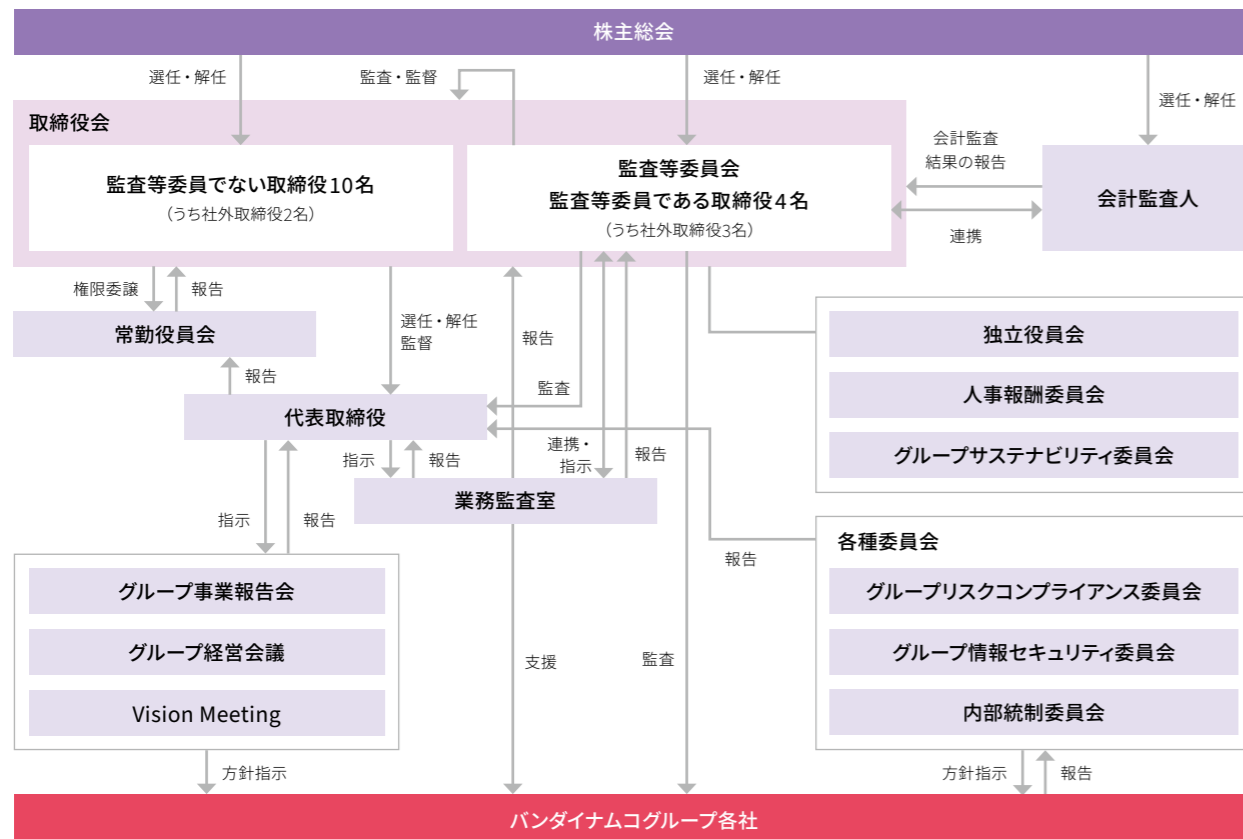 株主総会
選任・解任
監査・監督
選任・解任
選任・解任
取締役会
監査等委員でない取締役10名
（うち社外取締役2名）
監査等委員会
監査等委員である取締役4名
（うち社外取締役3名）
会計監査
結果の報告
連携
会計監査人
権限委譲
報告
常勤役員会
選任・解任
監督
報告
報告
監査
代表取締役
独立役員会
人事報酬委員会
グループサステナビリティ委員会
指示
報告
連携・
指示
報告
業務監査室
指示
報告
報告
各種委員会
グループ事業報告会
グループ経営会議
Vision Meeting
支援
監査
グループリスクコンプライアンス委員会
グループ情報セキュリティ委員会
内部統制委員会
方針指示
方針指示
報告
バンダイナムコグループ各社